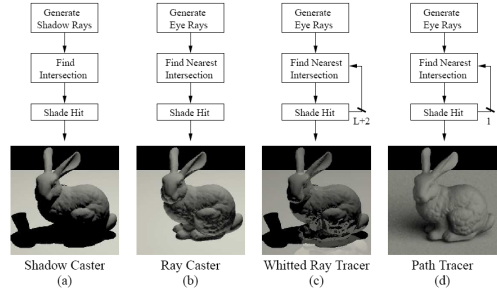 Generate
Shadow Rays
Find
Intersection
Shade Hit
Shadow Caster
(a)
Generate
Eye Rays
Find Nearest
Intersection
Shade Hit
Ray Caster
(b)
Generate
Eye Rays
Find Nearest
Intersection
Shade Hit
L+2
Whitted Ray Tracer
(c)
Generate
Eye Rays
Find Nearest
Intersection
Shade Hit
1
Path Tracer
(d)